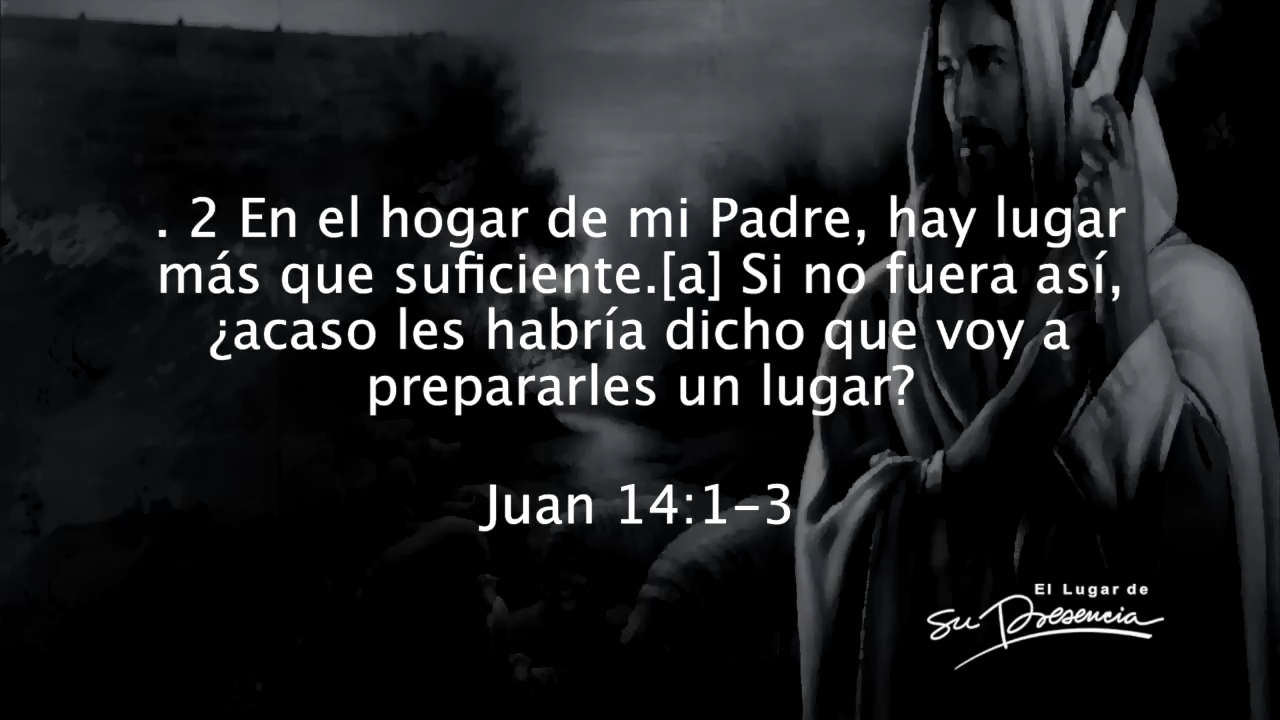 . 2 En el hogar de mi Padre, hay lugar
más que suficiente.[a] Si no fuera así,
¿acaso les habría dicho que voy a
prepararles un lugar?
Juan 14:1-3
El Lugar de
Su Presencia